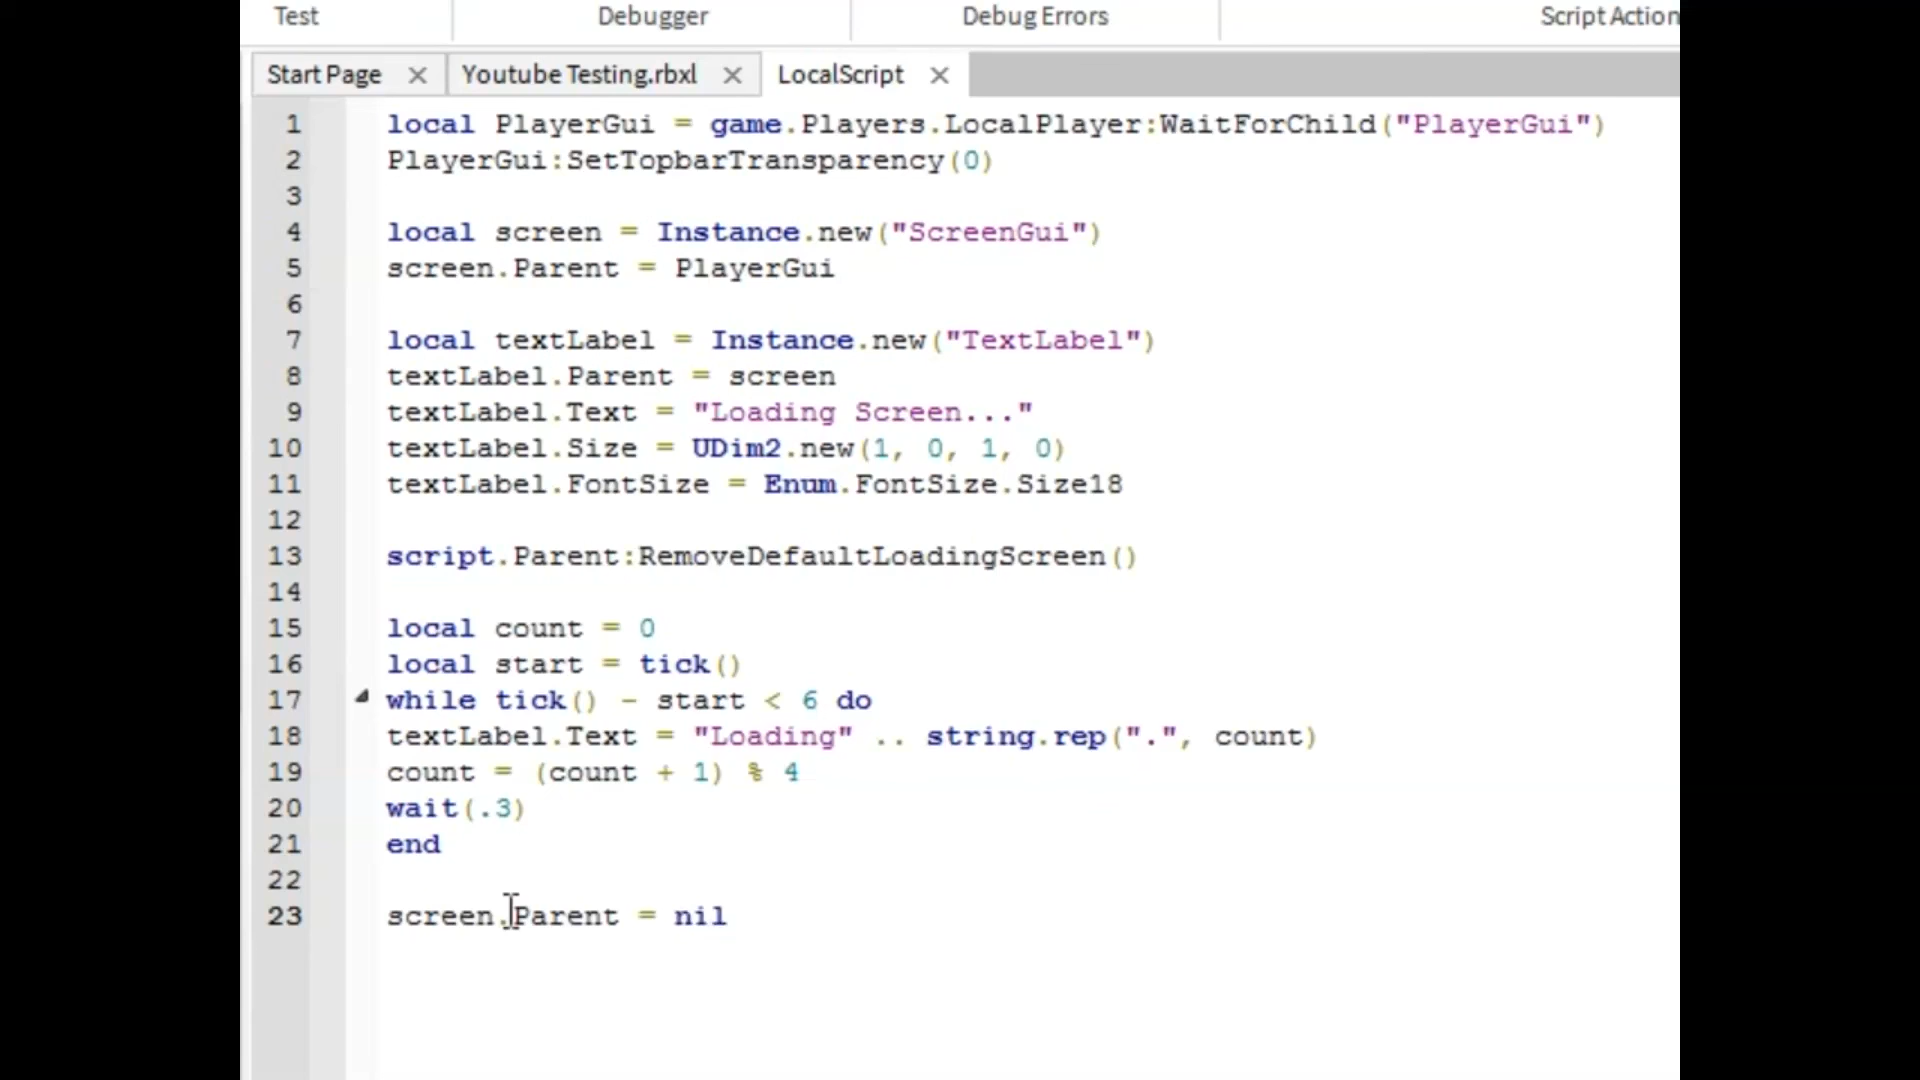 Test Debugger Debug Errors Script Action
Start Page Youtube Testing.rbxl LocalScript
1 local PlayerGui = game.Players.LocalPlayer:WaitForChild("PlayerGui")
2 PlayerGui:SetTopbarTransparency(0)
3
4 local screen = Instance.new("ScreenGui")
5 screen.Parent = PlayerGui
6
7 local textLabel = Instance.new("TextLabel")
8 textLabel.Parent = screen
9 textLabel.Text = "Loading Screen..."
10 textLabel.Size = UDim2.new(1, 0, 1, 0)
11 textLabel.FontSize = Enum.FontSize.Size18
12
13 script.Parent:RemoveDefaultLoadingScreen()
14
15 local count = 0
16 local start = tick()
17 while tick() - start < 6 do
18 textLabel.Text = "Loading" .. string.rep(".", count)
19 count = (count + 1) % 4
20 wait(.3)
21 end
22
23 screen.Parent = nil